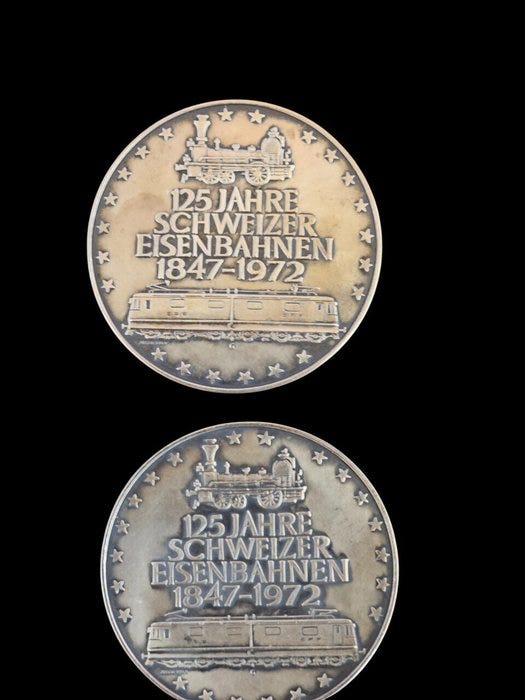 125 JAHRE
SCHWEIZER
EISENBAHNEN
1847-1972
125 JAHRE
SCHWEIZER
EISENBAHNEN
1847-1972